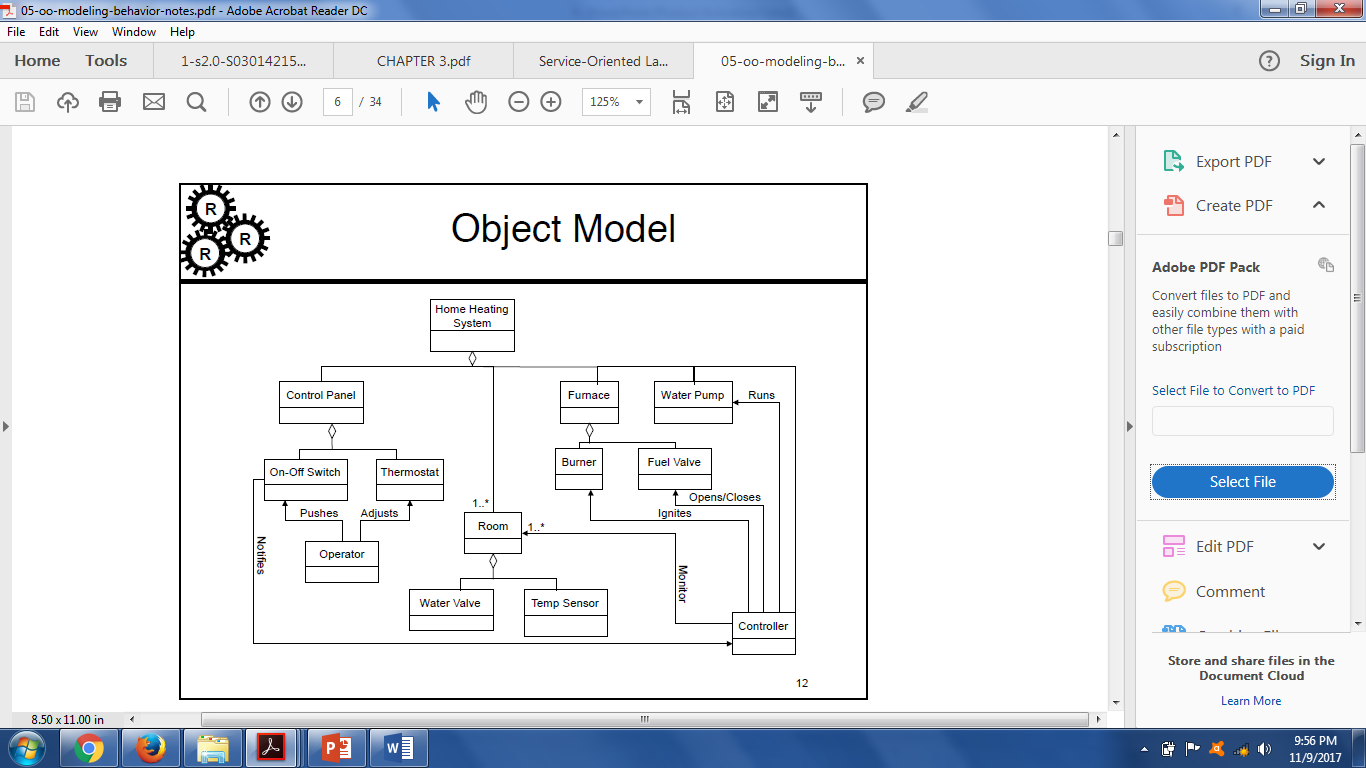 05-oo-modeling-behavior-notes.pdf - Adobe Acrobat Reader DC
File Edit View Window Help
Home Tools 1-s2.0-S03014215... CHAPTER 3.pdf Service-Oriented La... 05-oo-modeling-b... × Sign In
6 / 34 125%
Export PDF
Create PDF
Adobe PDF Pack
Convert files to PDF and
easily combine them with
other file types with a paid
subscription
Select File to Convert to PDF
Select File
Edit PDF
Comment
Store and share files in the
Document Cloud
Learn More
R
R
R
Object Model
Home Heating
System
Control Panel
Furnace
Water Pump
Runs
On-Off Switch
Thermostat
Burner
Fuel Valve
Opens/Closes
Pushes
Adjusts
1..*
Ignites
Room
1..*
Operator
Notifies
Monitor
Water Valve
Temp Sensor
Controller
12
8.50 x 11.00 in
9:56 PM
11/9/2017